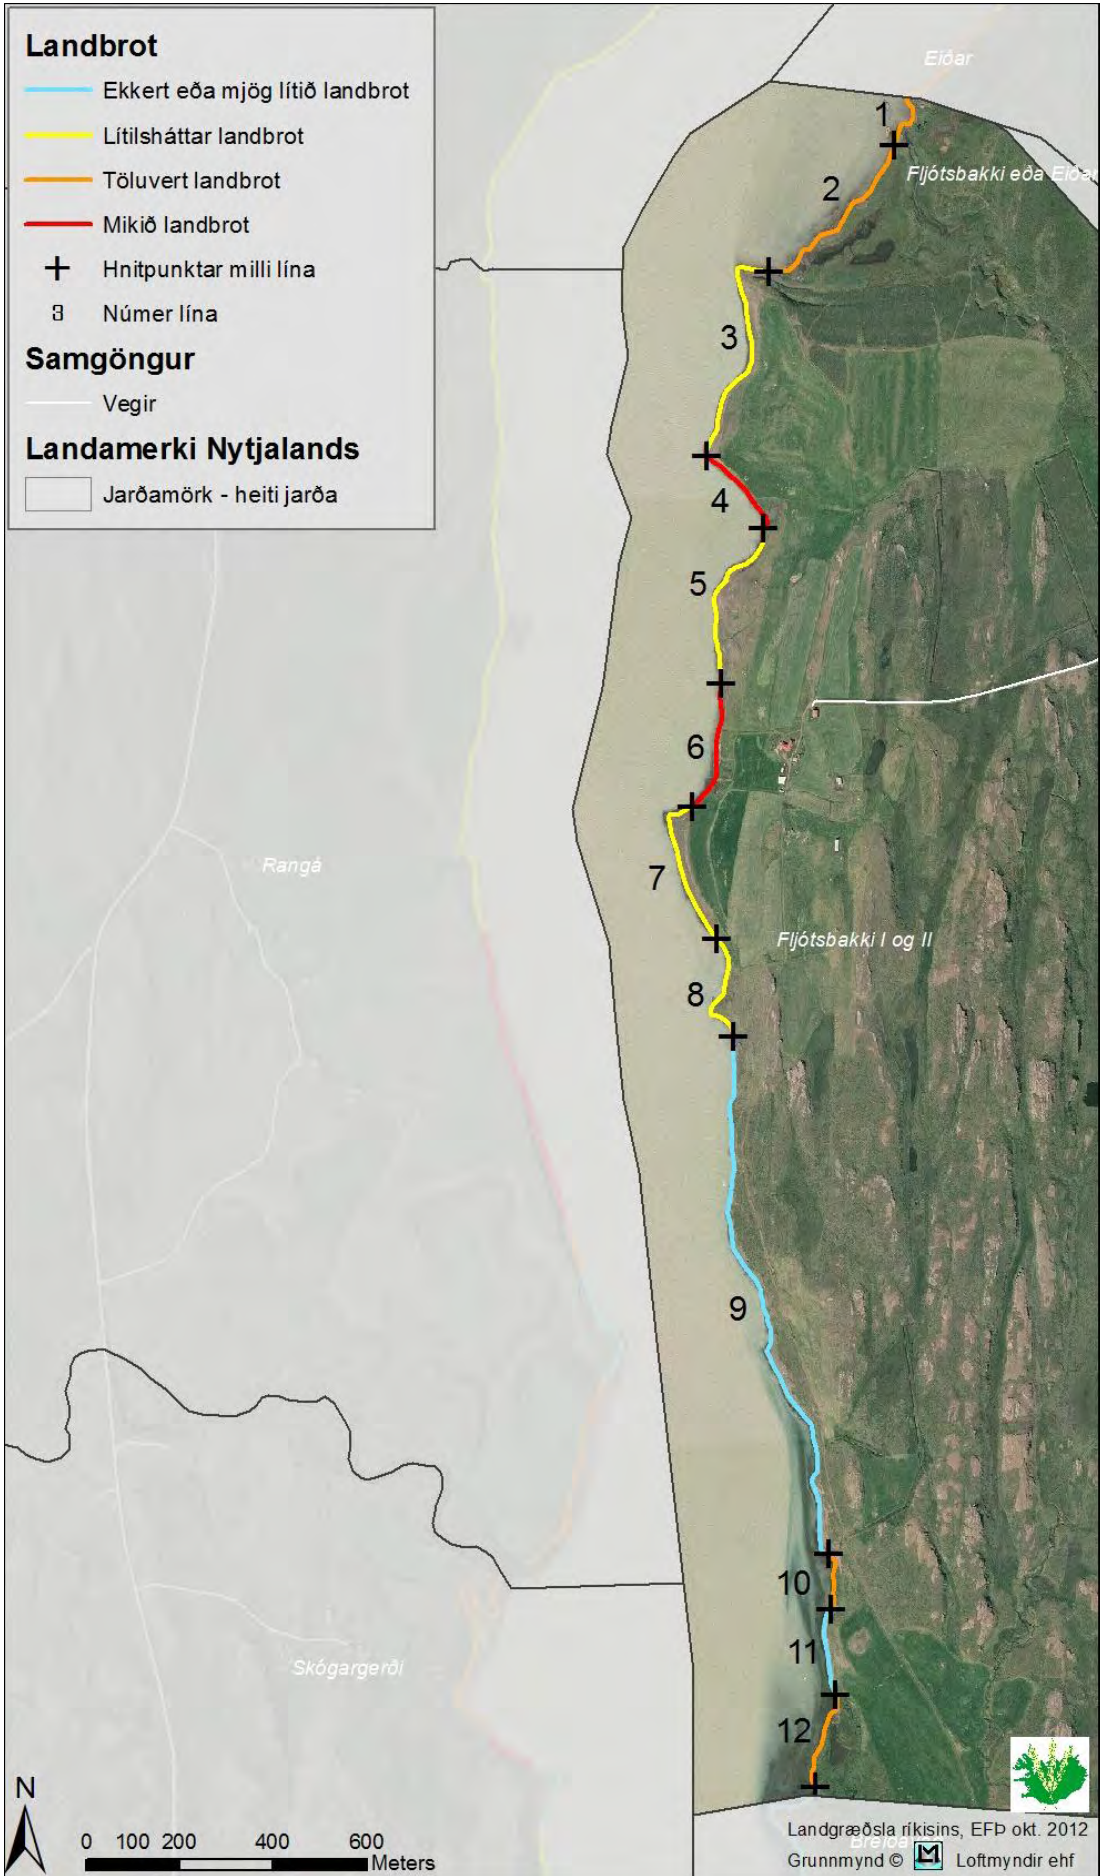 Landbrot
Ekkert eða mjög lítið landbrot
Lítilsháttar landbrot
Töluvert landbrot
Mikið landbrot
Hnitpunktar milli lína
3 Númer lína
Samgöngur
Vegir
Landamerki Nytjalands
Jarðamörk - heiti jarða
Eiðar
1
Fljótsbakki eða Eiðar
2
3
4
5
6
Rangá
7
Fljótsbakki I og II
8
9
10
11
Skógargerði
12
N
0 100 200 400 600
Meters
Landgræðsla ríkisins, EFÞ okt. 2012
Grunnmynd © LM Loftmyndir ehf